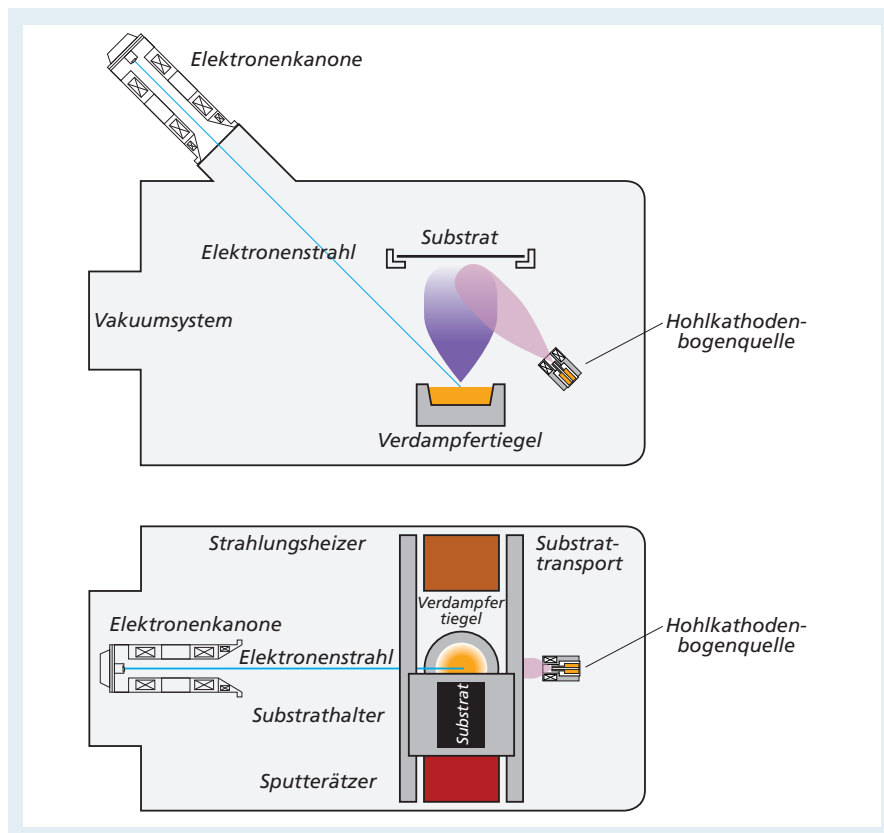 Elektronenkanone
Elektronenstrahl
Substrat
Vakuumsystem
Hohlkathoden-
bogenquelle
Verdampfertiegel
Strahlungsheizer
Substrat-
transport
Verdampfer
tiegel
Elektronenkanone
Hohlkathoden-
bogenquelle
Elektronenstrahl
Substrat
Substrathalter
Sputterätzer